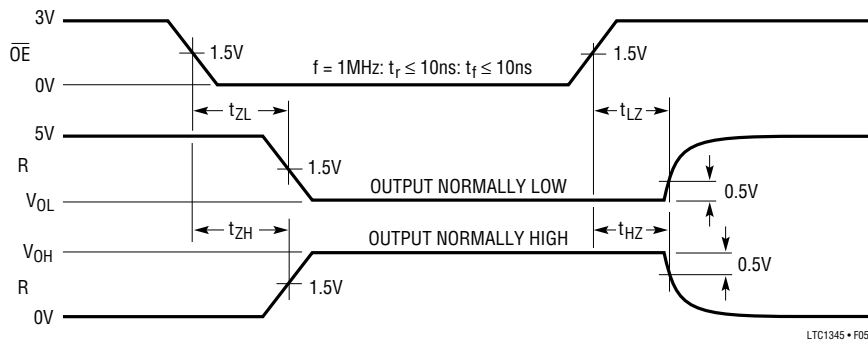 3V
OE
1.5V
f = 1MHz: tr ≤ 10ns: tf ≤ 10ns
1.5V
0V
tZL
tLZ
5V
R
1.5V
OUTPUT NORMALLY LOW
0.5V
VOL
tZH
OUTPUT NORMALLY HIGH
tHZ
VOH
0.5V
R
1.5V
0V
LTC1345 • F05